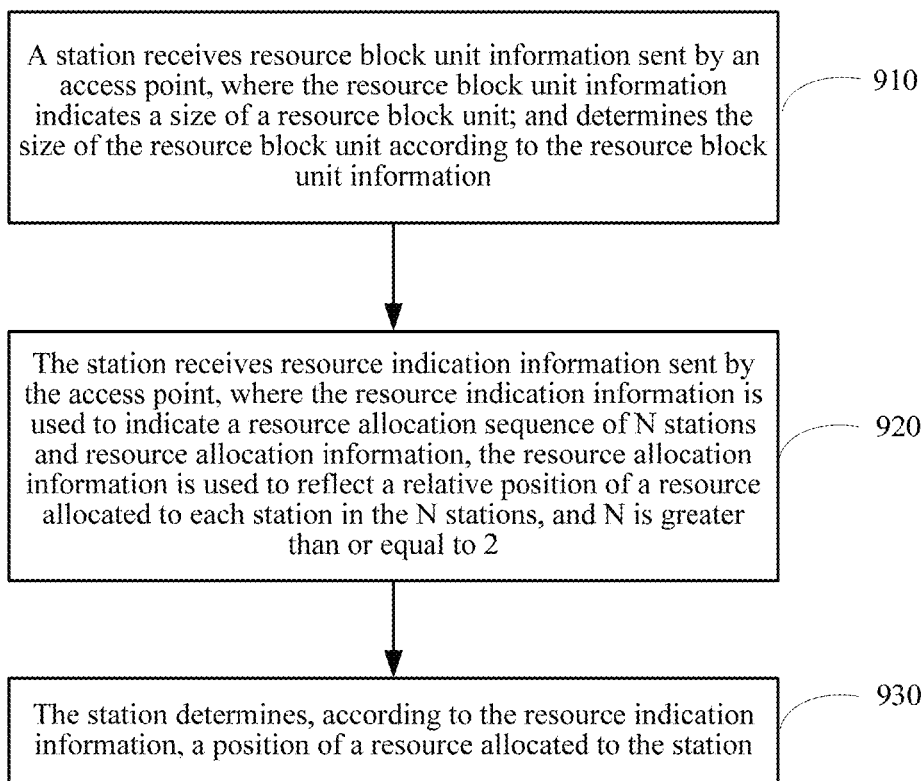 A station receives resource block unit information sent by an
access point, where the resource block unit information
indicates a size of a resource block unit; and determines the
size of the resource block unit according to the resource block
unit information
910
The station receives resource indication information sent by
the access point, where the resource indication information is
used to indicate a resource allocation sequence of N stations
and resource allocation information, the resource allocation
information is used to reflect a relative position of a resource
allocated to each station in the N stations, and N is greater
than or equal to 2
920
The station determines, according to the resource indication
information, a position of a resource allocated to the station
930